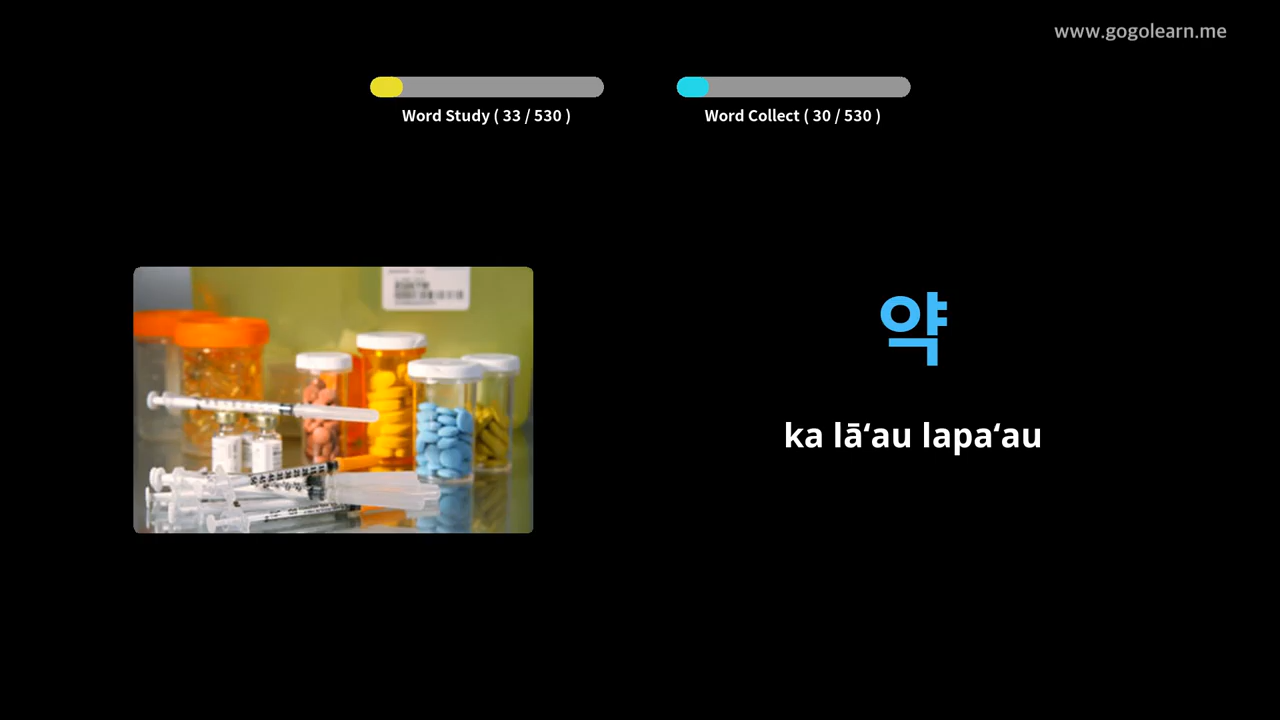 www.gogolearn.me
Word Study ( 33 / 530 )
Word Collect ( 30 / 530 )
약
ka lāʻau lapaʻau